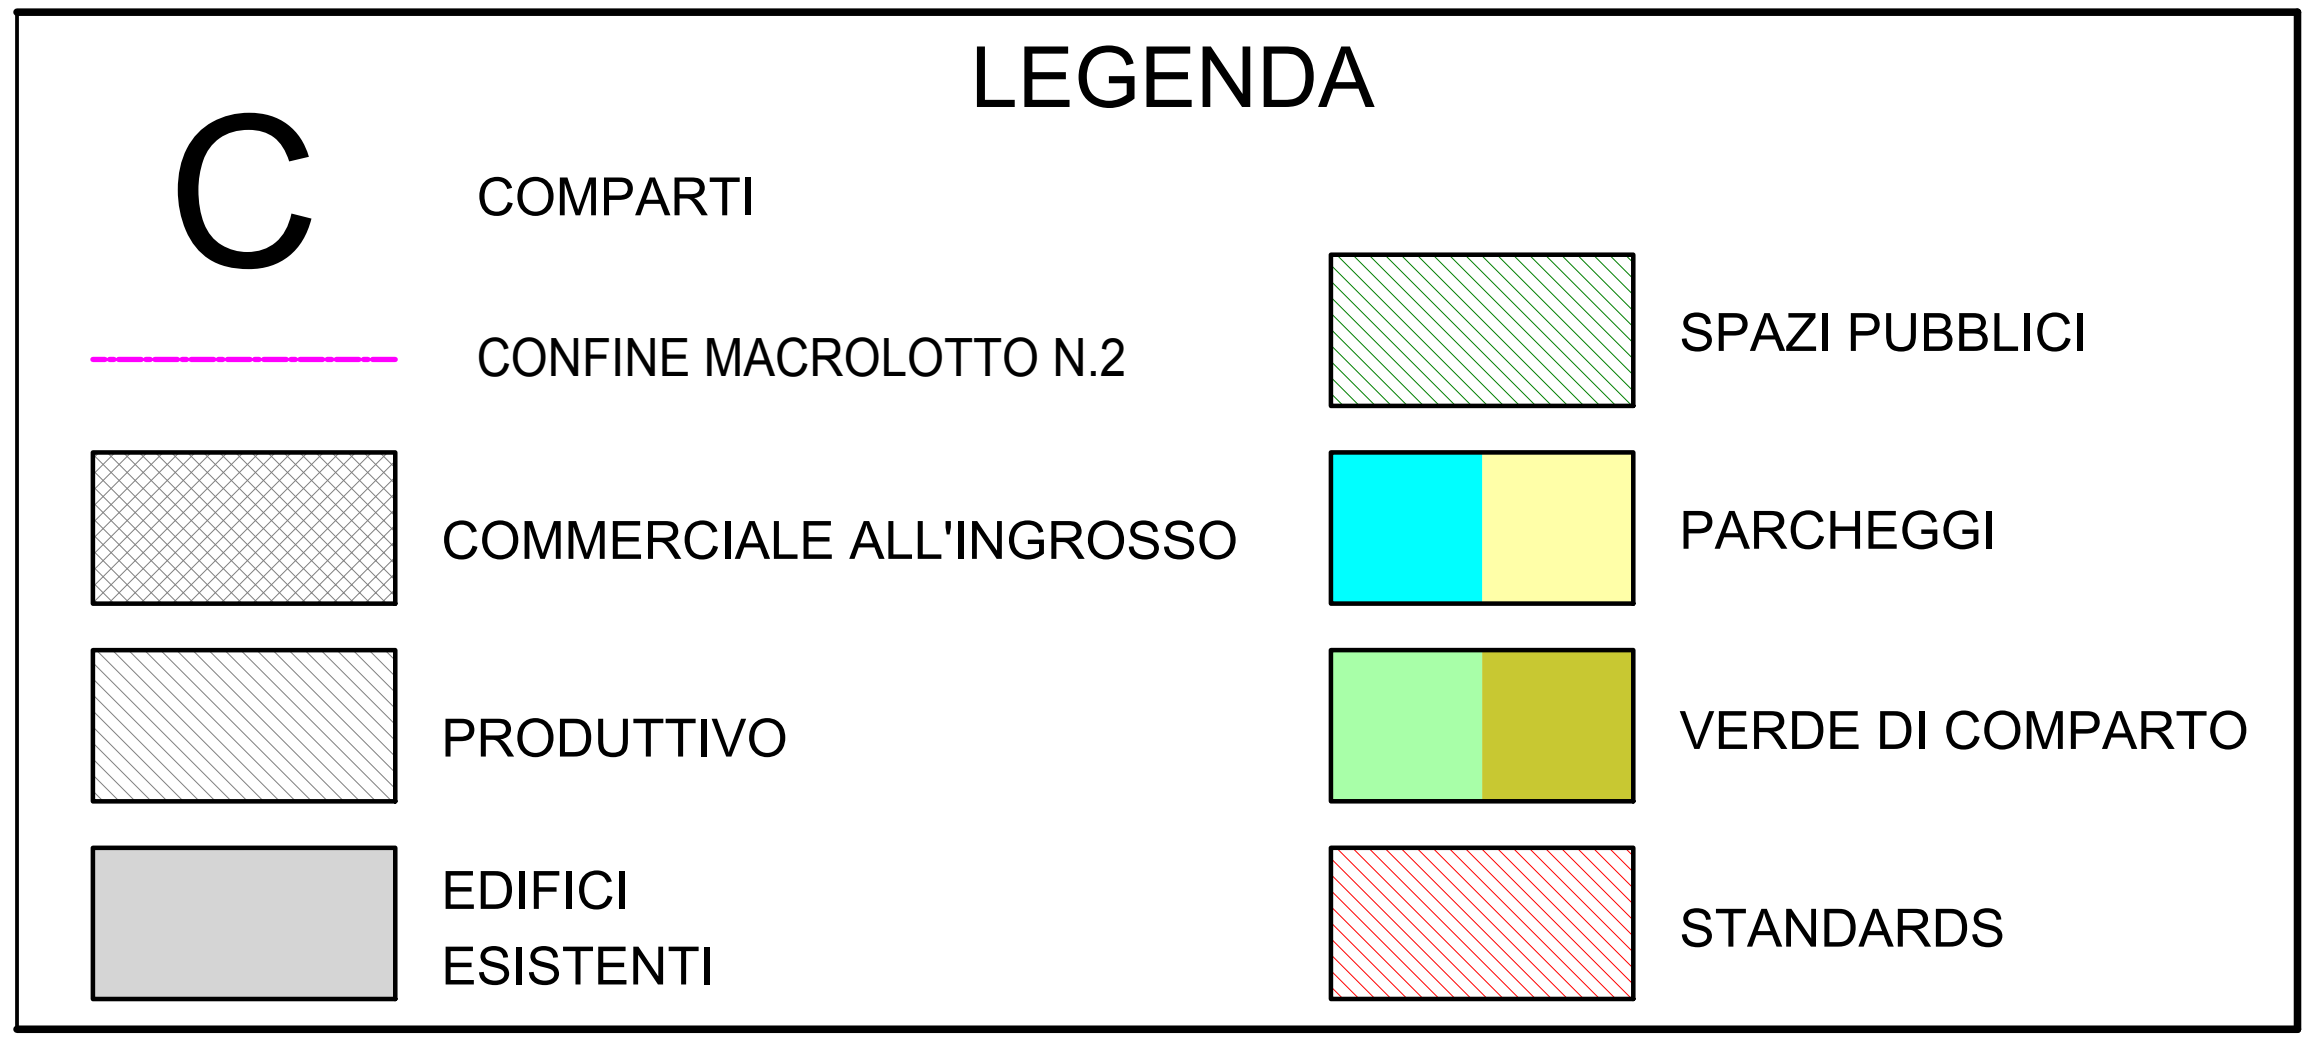 LEGENDA
C
COMPARTI
CONFINE MACROLOTTO N.2
COMMERCIALE ALL'INGROSSO
PRODUTTIVO
EDIFICI
ESISTENTI
SPAZI PUBBLICI
PARCHEGGI
VERDE DI COMPARTO
STANDARDS